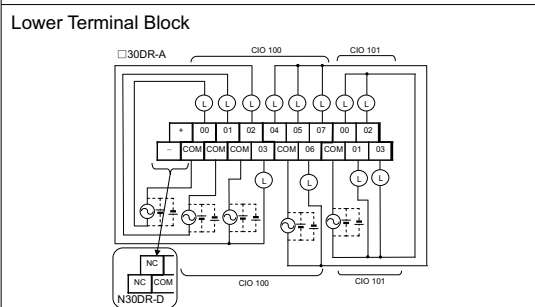 Lower Terminal Block
□30DR-A
CIO 100
CIO 101
L L L L L L L L
+ 00 01 02 04 05 07 00 02
− COM COM COM 03 COM 06 COM 01 03
L L L L
NC
NC COM
N30DR-D
CIO 100
CIO 101